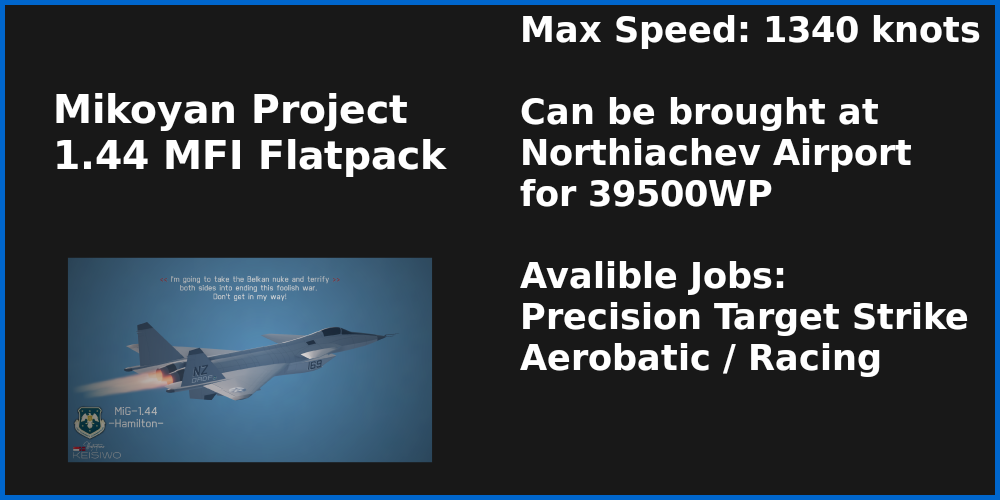 Mikoyan Project
1.44 MFI Flatpack
I'm going to take the Belkan nuke and terrify
both sides into ending this foolish war.
Don't get in my way!
NZ
169
MiG-1.44
-Hamilton-
KEISIWO
Max Speed: 1340 knots
Can be brought at
Northiachev Airport
for 39500WP
Avalible Jobs:
Precision Target Strike
Aerobatic / Racing